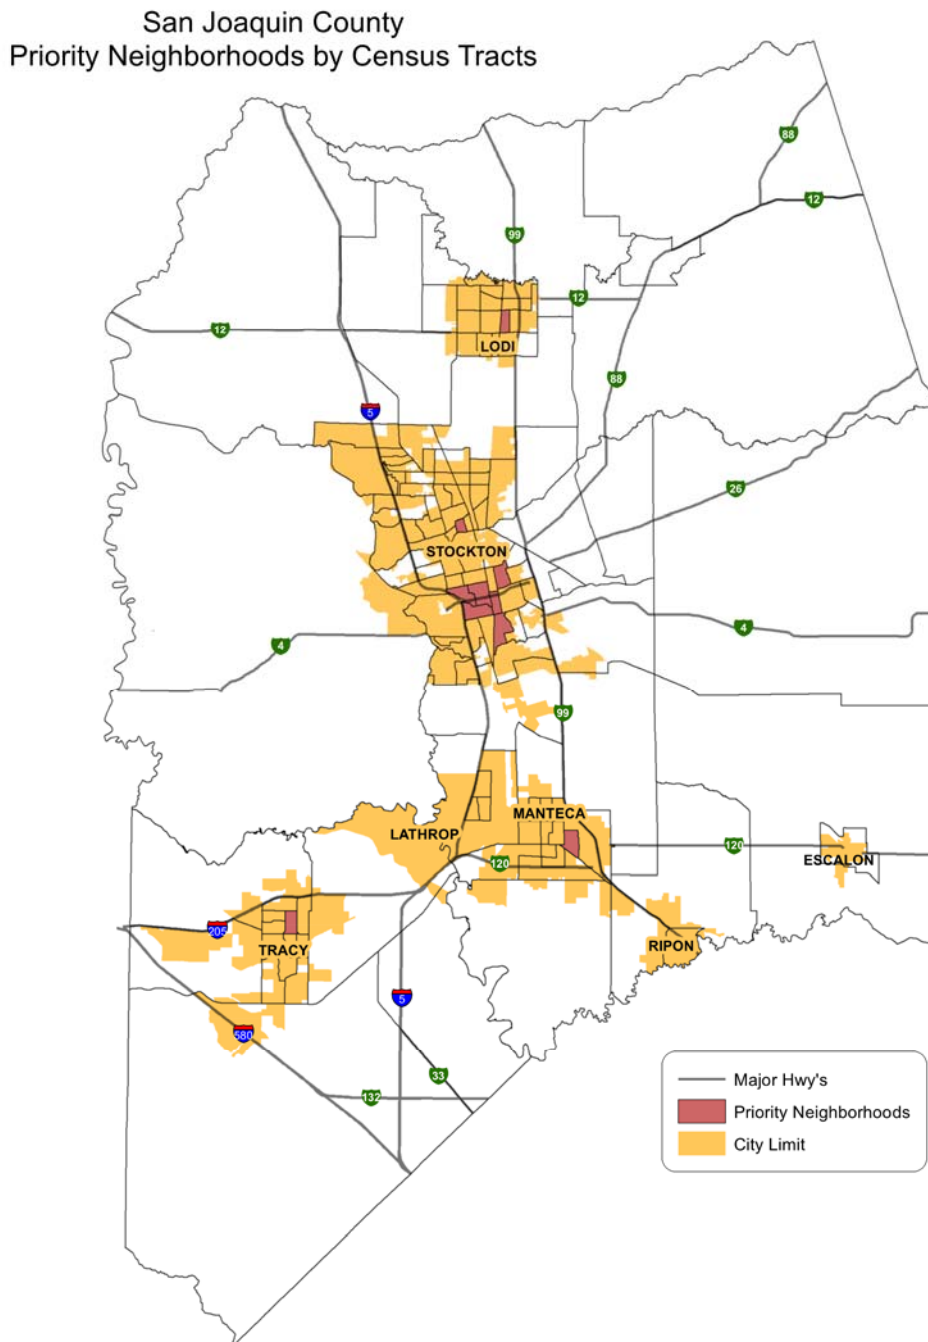 San Joaquin County
Priority Neighborhoods by Census Tracts
88
12
99
12
12
LODI
88
5
26
STOCKTON
4
4
99
MANTECA
LATHROP
120
120
ESCALON
205
TRACY
RIPON
5
580
33
132
Major Hwy's
Priority Neighborhoods
City Limit